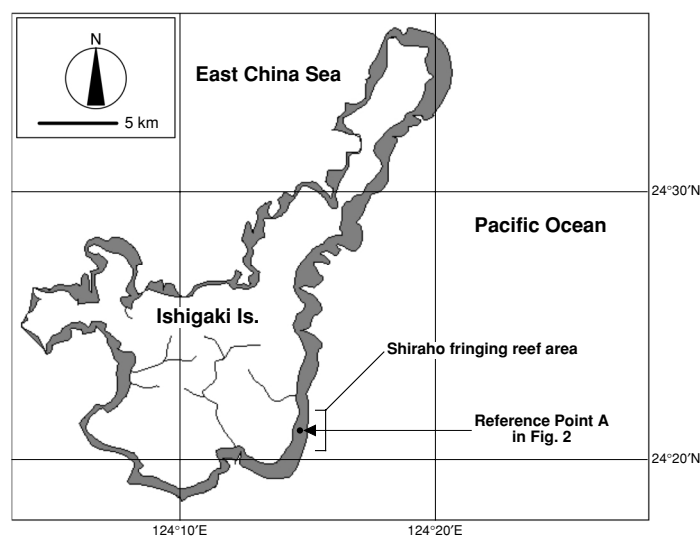 N
5 km
East China Sea
24°30′N
Pacific Ocean
Ishigaki Is.
Shiraho fringing reef area
Reference Point A
in Fig. 2
24°20′N
124°10′E
124°20′E